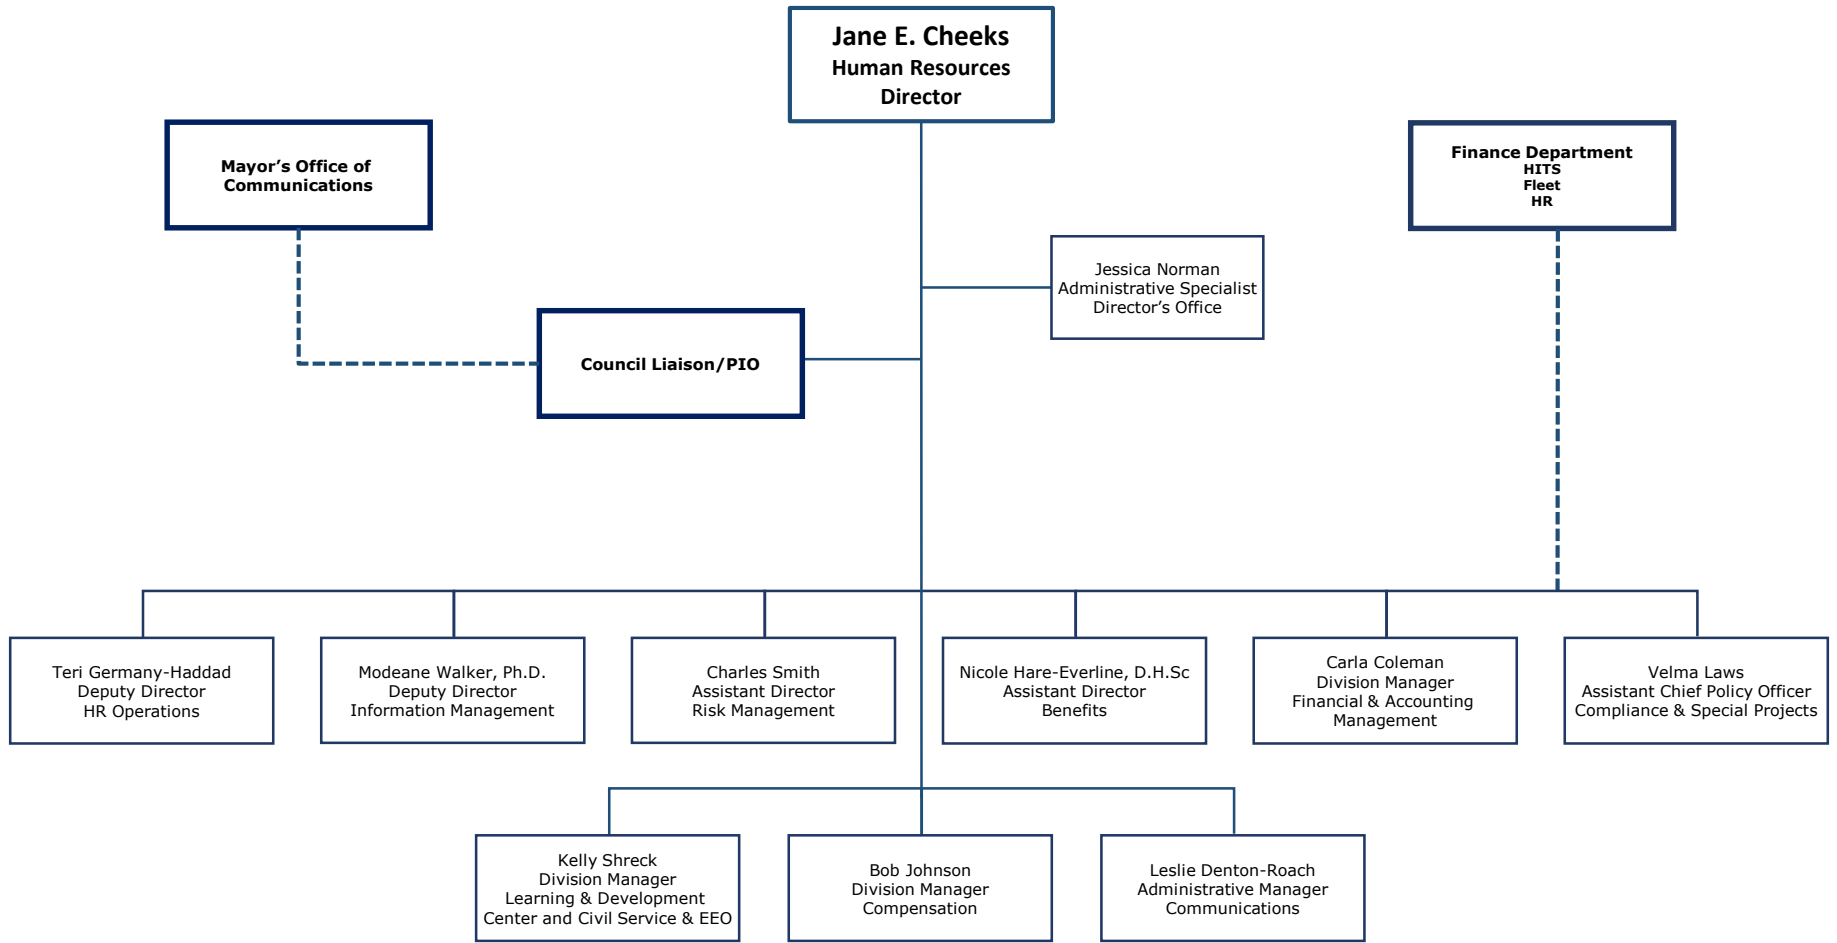 Jane E. Cheeks
Human Resources
Director
Mayor’s Office of
Communications
Finance Department
HITS
Fleet
HR
Jessica Norman
Administrative Specialist
Director’s Office
Council Liaison/PIO
Teri Germany-Haddad
Deputy Director
HR Operations
Modeane Walker, Ph.D.
Deputy Director
Information Management
Charles Smith
Assistant Director
Risk Management
Nicole Hare-Everline, D.H.Sc
Assistant Director
Benefits
Carla Coleman
Division Manager
Financial & Accounting
Management
Velma Laws
Assistant Chief Policy Officer
Compliance & Special Projects
Kelly Shreck
Division Manager
Learning & Development
Center and Civil Service & EEO
Bob Johnson
Division Manager
Compensation
Leslie Denton-Roach
Administrative Manager
Communications